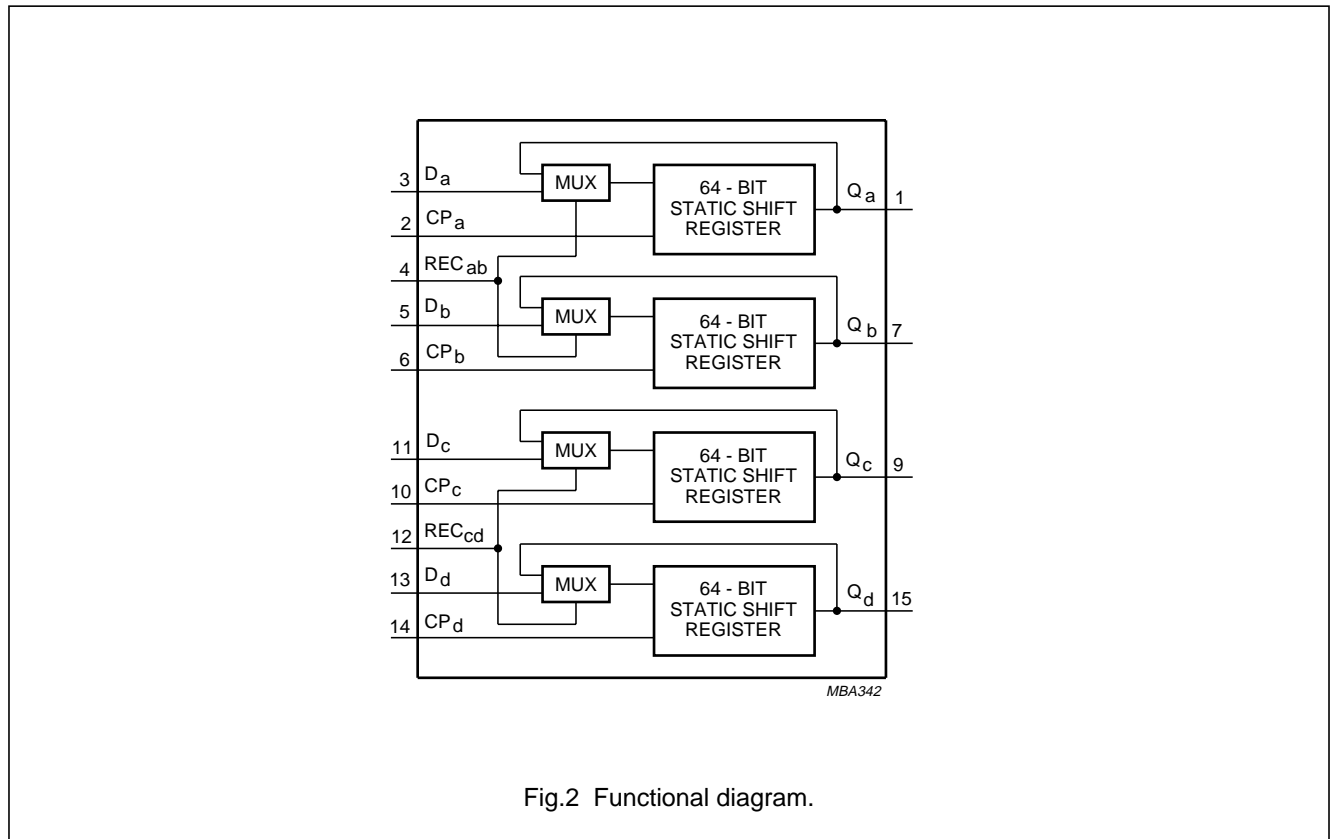 3 Da
MUX
64 - BIT
STATIC SHIFT
REGISTER
Qa 1
2 CPa
4 RECab
5 Db
MUX
64 - BIT
STATIC SHIFT
REGISTER
Qb 7
6 CPb
11 Dc
MUX
64 - BIT
STATIC SHIFT
REGISTER
Qc 9
10 CPc
12 RECcd
13 Dd
MUX
64 - BIT
STATIC SHIFT
REGISTER
Qd 15
14 CPd
MBA342
Fig.2 Functional diagram.